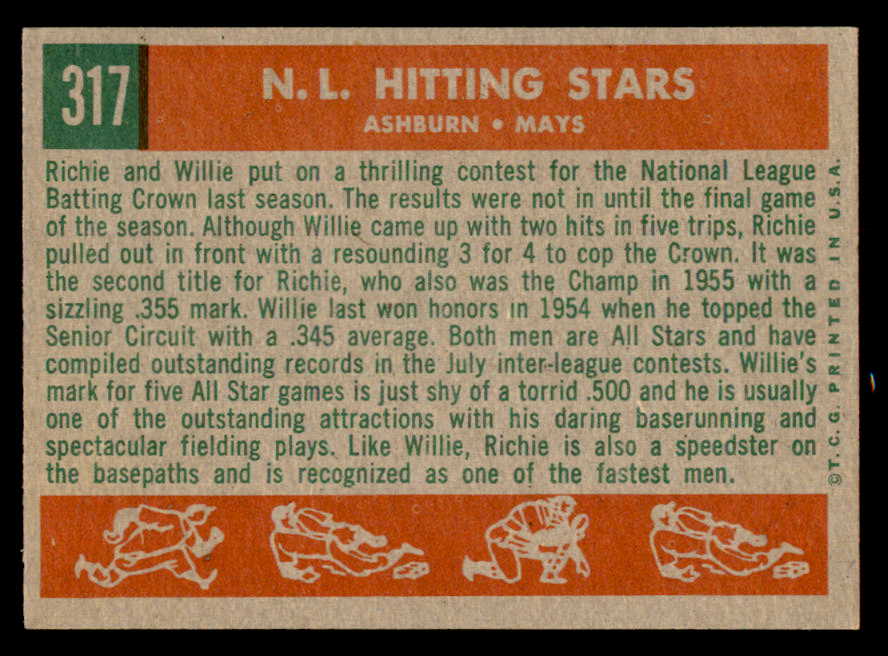 317
N. L. HITTING STARS
ASHBURN • MAYS
Richie and Willie put on a thrilling contest for the National League
Batting Crown last season. The results were not in until the final game
of the season. Although Willie came up with two hits in five trips, Richie
pulled out in front with a resounding 3 for 4 to cop the Crown. It was
the second title for Richie, who also was the Champ in 1955 with a
sizzling .355 mark. Willie last won honors in 1954 when he topped the
Senior Circuit with a .345 average. Both men are All Stars and have
compiled outstanding records in the July inter-league contests. Willie's
mark for five All Star games is just shy of a torrid .500 and he is usually
one of the outstanding attractions with his daring baserunning and
spectacular fielding plays. Like Willie, Richie is also a speedster on
the basepaths and is recognized as one of the fastest men.
©T. C. G. PRINTED IN U.S.A.